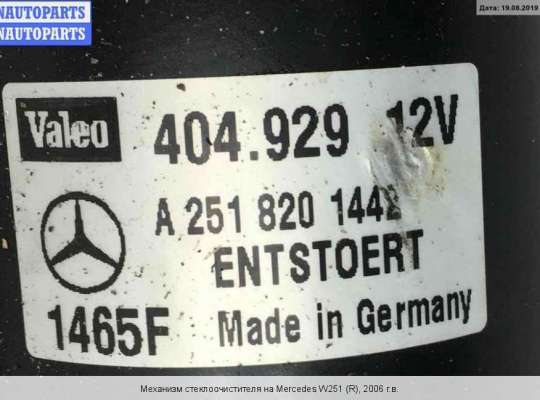 NAUTOPARTS
NAUTOPARTS
Дата: 19.08.2019
Valeo 404.929 12V
A 251 820 1442
ENTSTOERT
1465F Made in Germany
Механизм стеклоочистителя на Mercedes W251 (R), 2006 г.в.